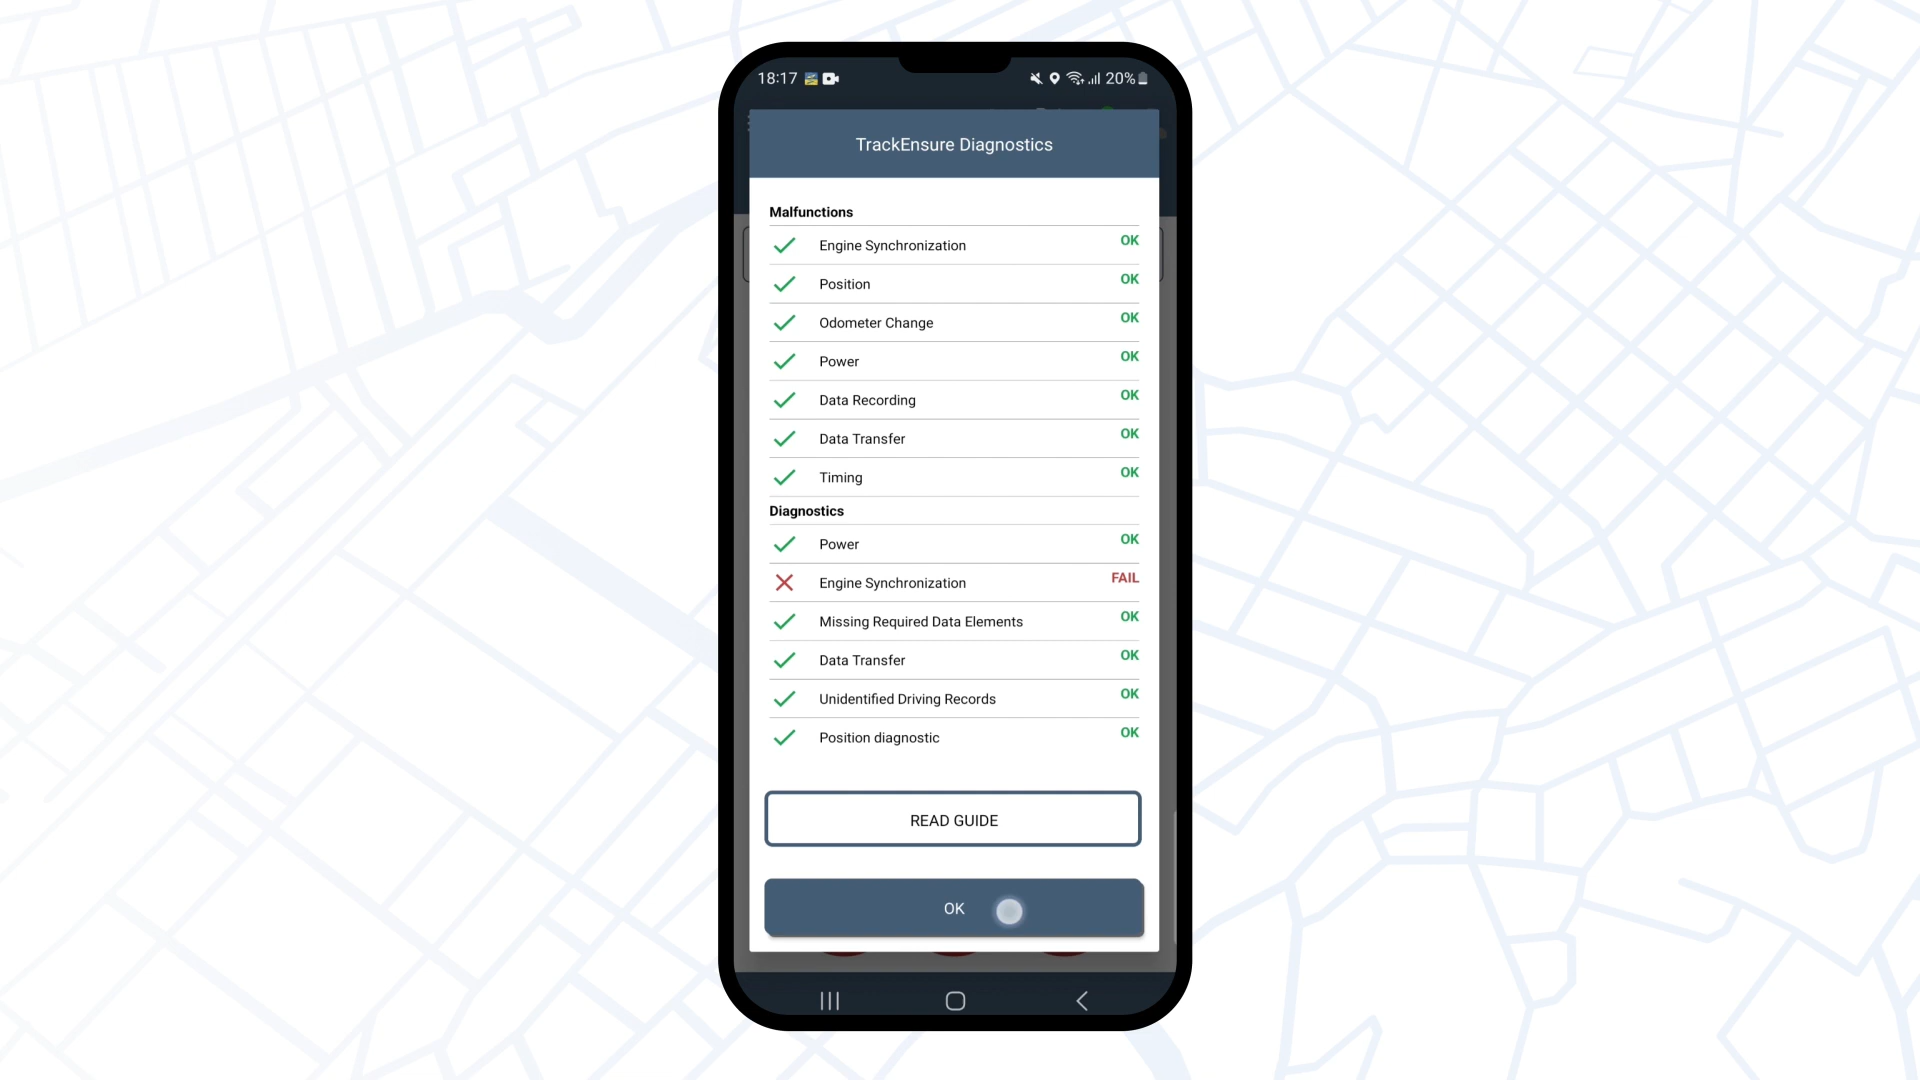 18:17 20%
TrackEnsure Diagnostics
Malfunctions
Engine Synchronization OK
Position OK
Odometer Change OK
Power OK
Data Recording OK
Data Transfer OK
Timing OK
Diagnostics
Power OK
Engine Synchronization FAIL
Missing Required Data Elements OK
Data Transfer OK
Unidentified Driving Records OK
Position diagnostic OK
READ GUIDE
OK